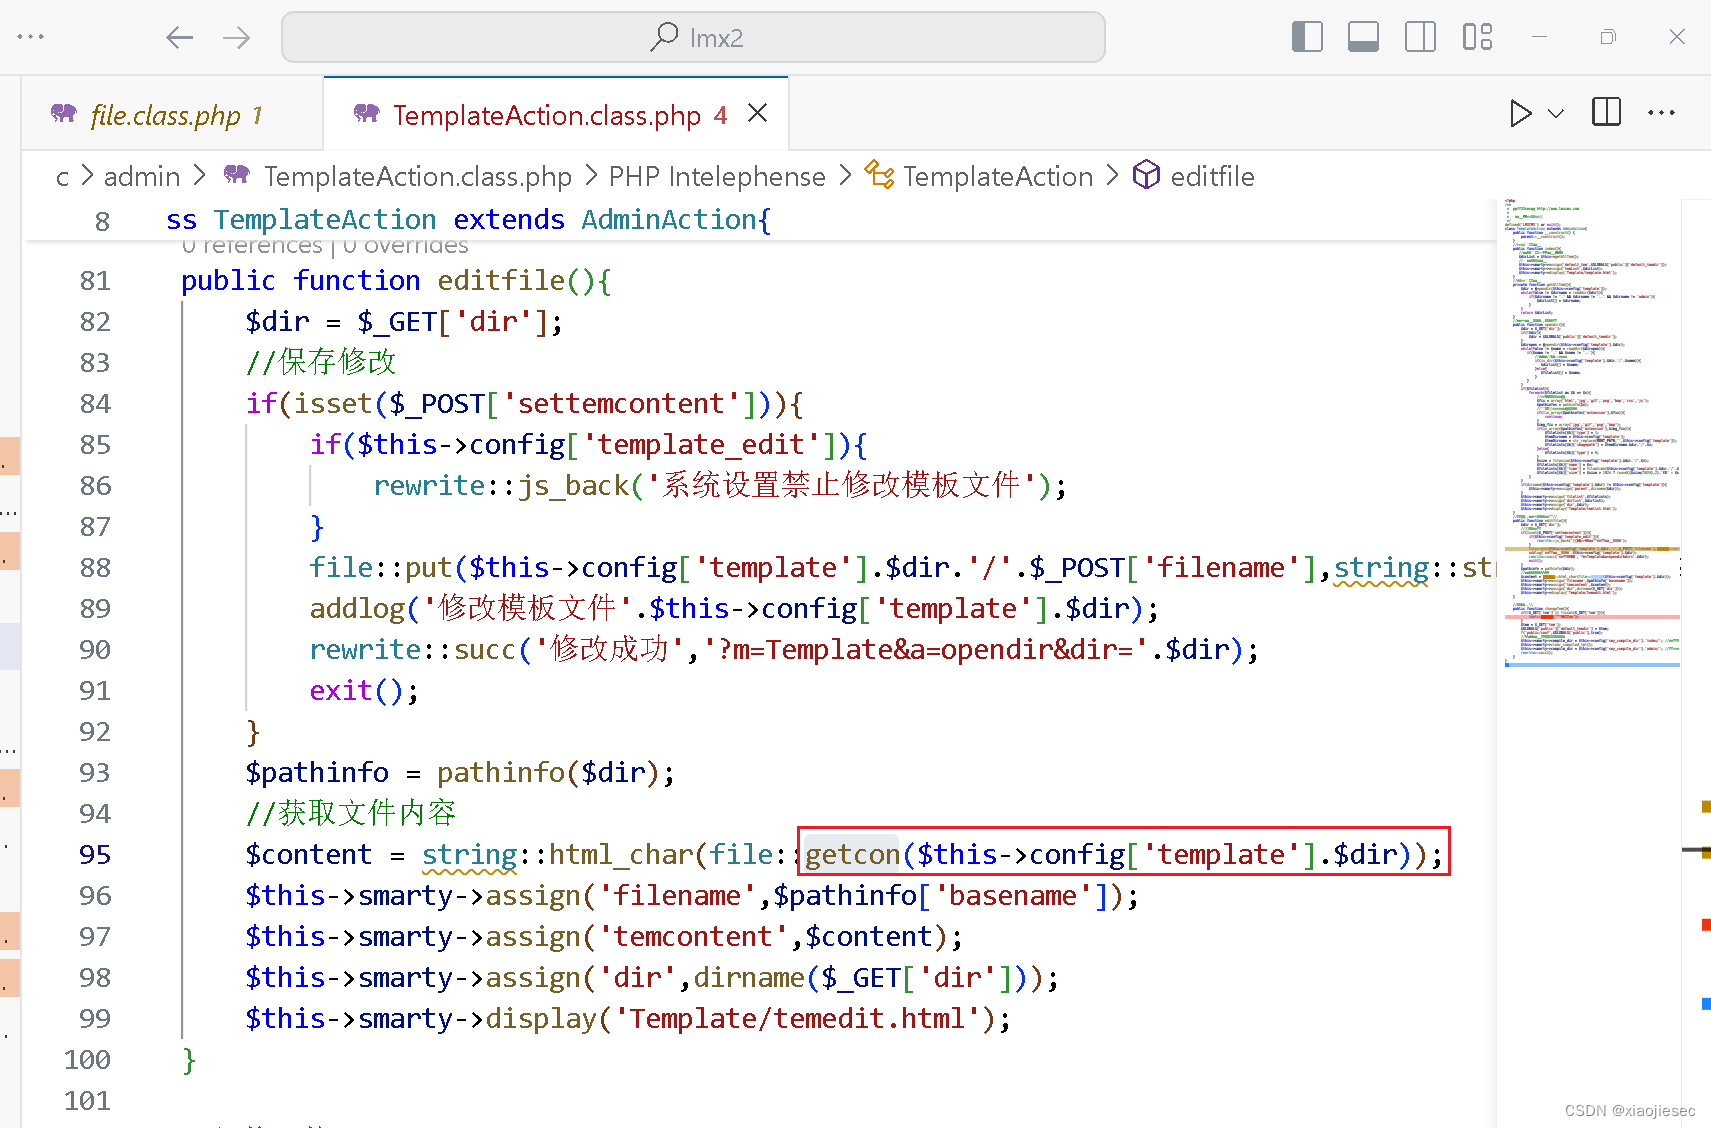 lmx2
file.class.php 1
TemplateAction.class.php 4
c > admin > TemplateAction.class.php > PHP Intelephense > TemplateAction > editfile
8 ss TemplateAction extends AdminAction{
0 references | 0 overrides
81 public function editfile(){
82 $dir = $_GET['dir'];
83 //保存修改
84 if(isset($_POST['settemcontent'])){
85 if($this->config['template_edit']){
86 rewrite::js_back('系统设置禁止修改模板文件');
87 }
88 file::put($this->config['template'].$dir.'/'.$_POST['filename'],string::st
89 addlog('修改模板文件'.$this->config['template'].$dir);
90 rewrite::succ('修改成功','?m=Template&a=opendir&dir='.$dir);
91 exit();
92 }
93 $pathinfo = pathinfo($dir);
94 //获取文件内容
95 $content = string::html_char(file::getcon($this->config['template'].$dir));
96 $this->smarty->assign('filename',$pathinfo['basename']);
97 $this->smarty->assign('temcontent',$content);
98 $this->smarty->assign('dir',dirname($_GET['dir']));
99 $this->smarty->display('Template/temedit.html');
100 }
101
CSDN @xiaojiesec